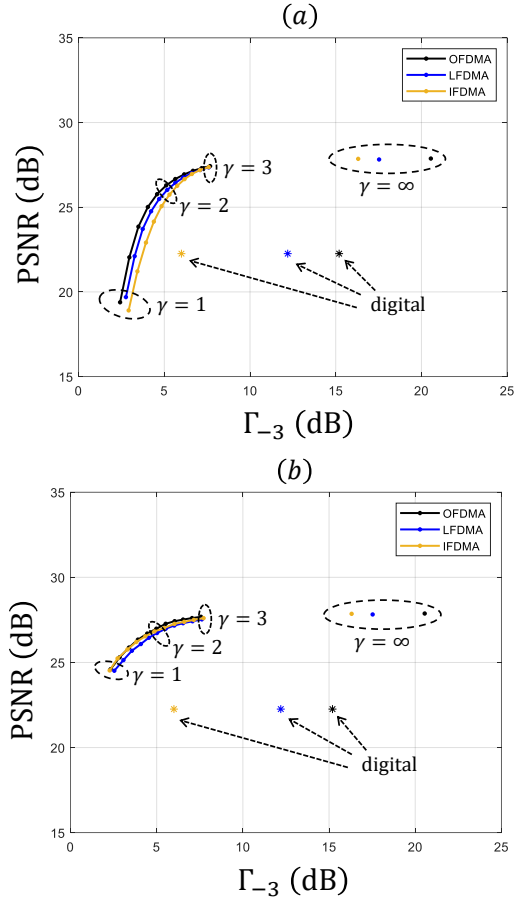 (a)
35
30
25
20
15
0
5
10
15
20
25
PSNR (dB)
Γ₋₃ (dB)
OFDMA
LFDMA
IFDMA
γ = 3
γ = 2
γ = 1
γ = ∞
digital
(b)
35
30
25
20
15
0
5
10
15
20
25
PSNR (dB)
Γ₋₃ (dB)
OFDMA
LFDMA
IFDMA
γ = 3
γ = 2
γ = 1
γ = ∞
digital